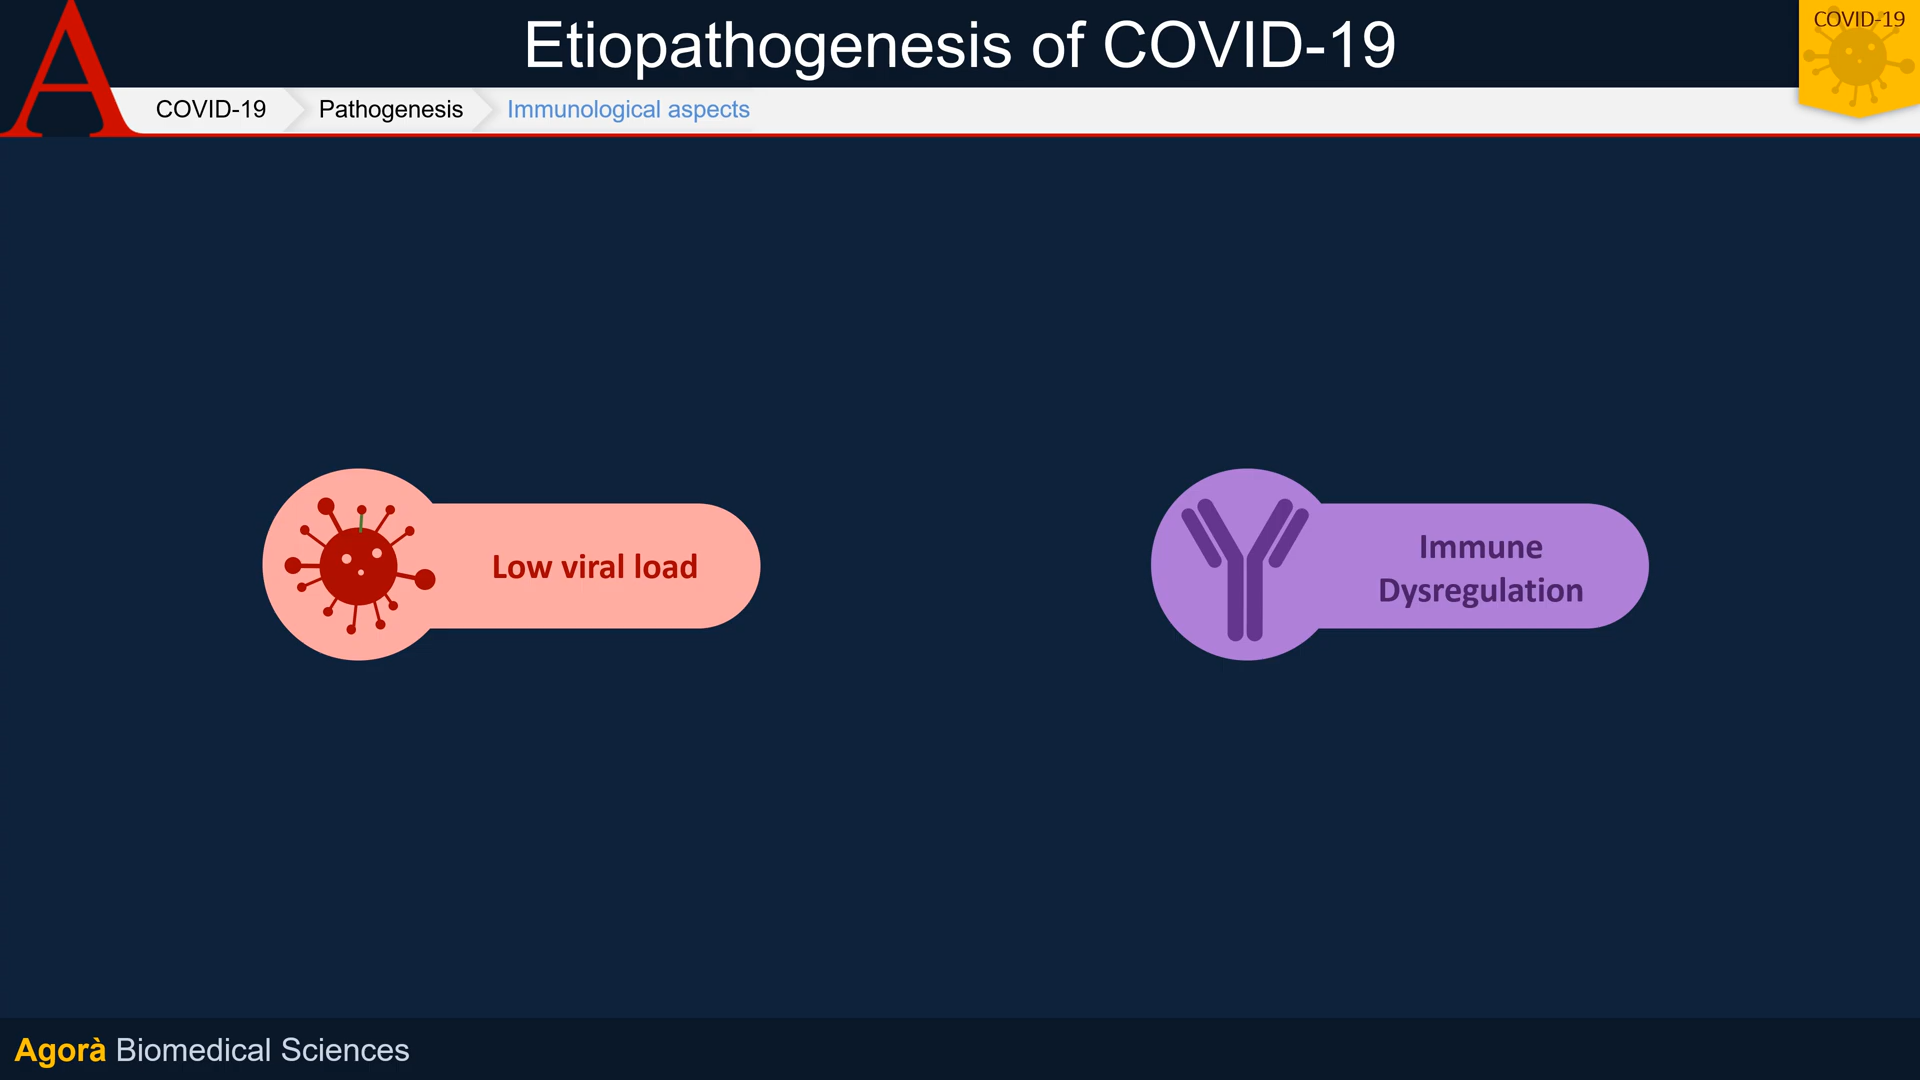 A
Etiopathogenesis of COVID-19
COVID-19
COVID-19
Pathogenesis
Immunological aspects
Low viral load
Immune
Dysregulation
Agorà Biomedical Sciences